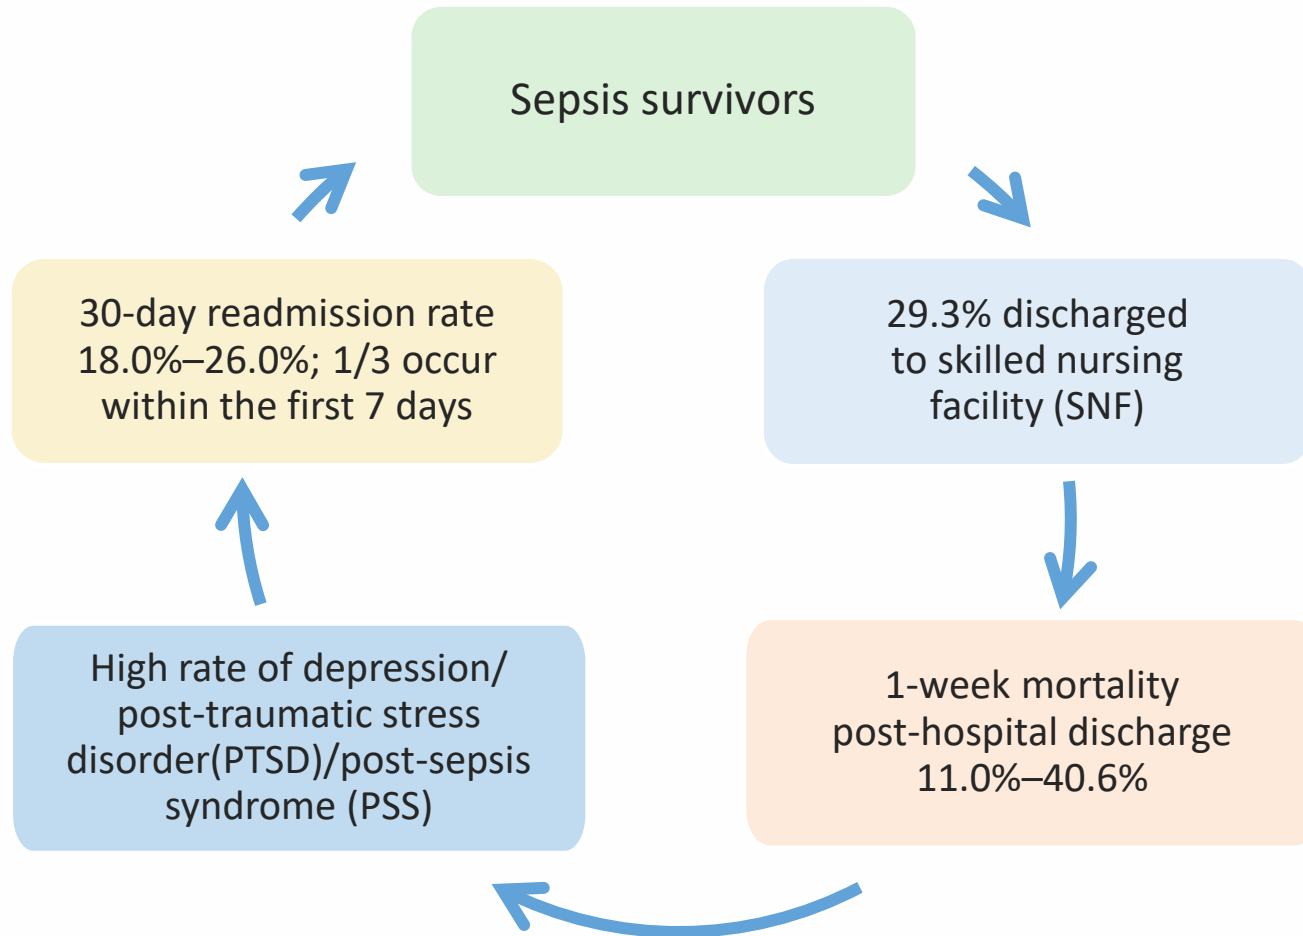 Sepsis survivors
29.3% discharged
to skilled nursing
facility (SNF)
1-week mortality
post-hospital discharge
11.0%–40.6%
High rate of depression/
post-traumatic stress
disorder(PTSD)/post-sepsis
syndrome (PSS)
30-day readmission rate
18.0%–26.0%; 1/3 occur
within the first 7 days